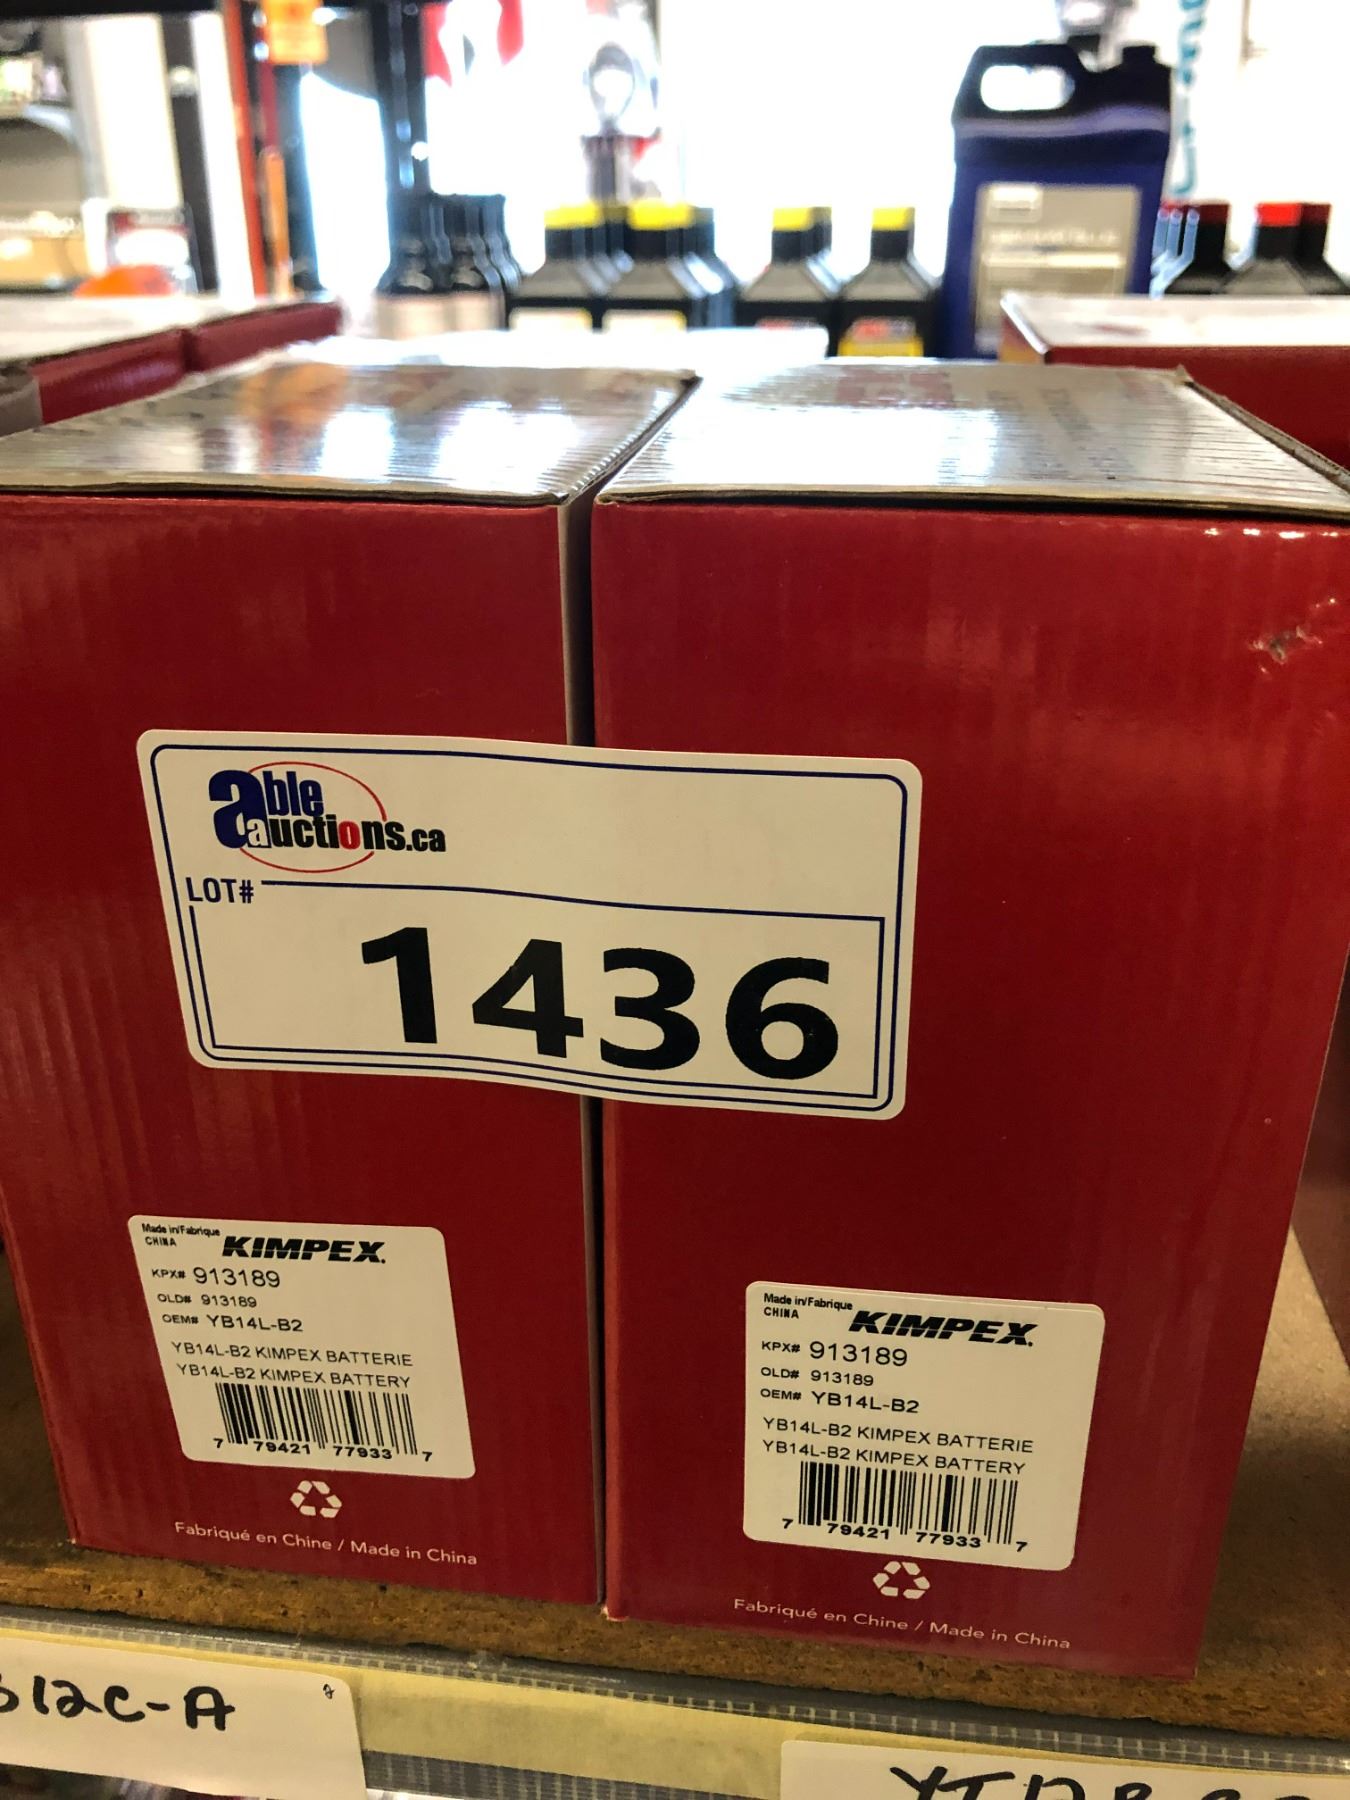 able
auctions.ca
LOT#
1436
Made in/Fabrique
CHINA
KIMPEX.
KPX# 913189
OLD# 913189
OEM# YB14L-B2
YB14L-B2 KIMPEX BATTERIE
YB14L-B2 KIMPEX BATTERY
7 79421 77933 7
Fabriqué en Chine / Made in China
Made in/Fabrique
CHINA
KIMPEX.
KPX# 913189
OLD# 913189
OEM# YB14L-B2
YB14L-B2 KIMPEX BATTERIE
YB14L-B2 KIMPEX BATTERY
7 79421 77933 7
Fabriqué en Chine / Made in China
12C-A